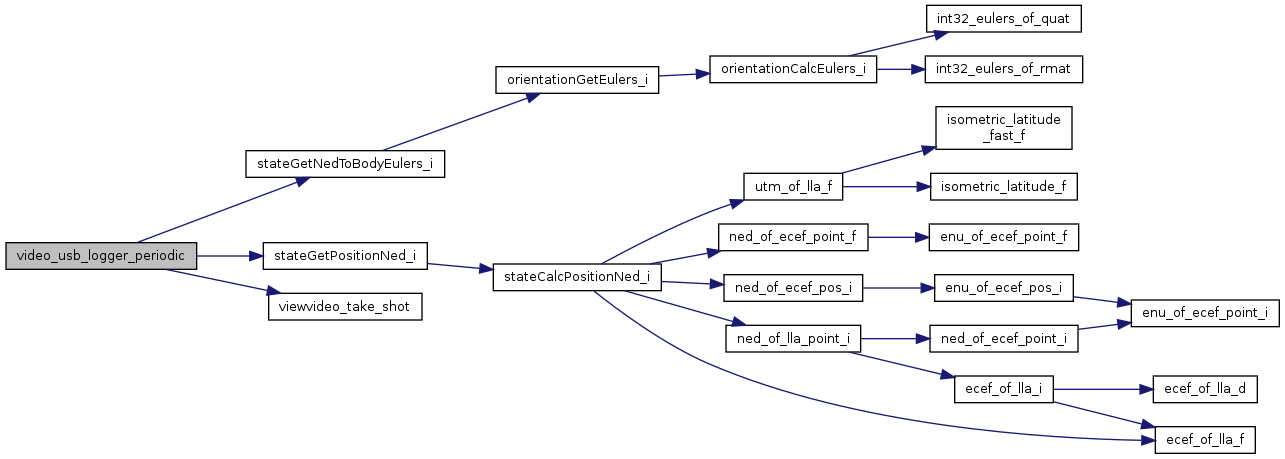 int32_eulers_of_quat
orientationGetEulers_i
orientationCalcEulers_i
int32_eulers_of_rmat
isometric_latitude
_fast_f
stateGetNedToBodyEulers_i
utm_of_lla_f
isometric_latitude_f
ned_of_ecef_point_f
enu_of_ecef_point_f
video_usb_logger_periodic
stateGetPositionNed_i
stateCalcPositionNed_i
ned_of_ecef_pos_i
enu_of_ecef_pos_i
viewvideo_take_shot
enu_of_ecef_point_i
ned_of_lla_point_i
ned_of_ecef_point_i
ecef_of_lla_i
ecef_of_lla_d
ecef_of_lla_f